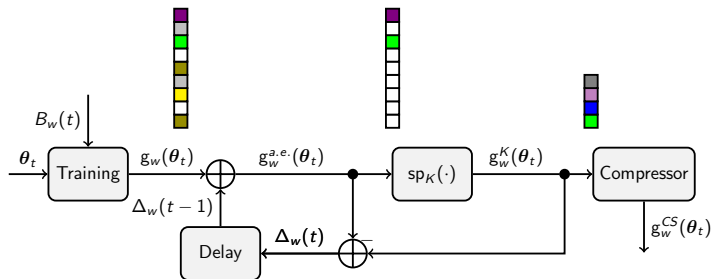 B_w(t)
θ_t
Training
g_w(θ_t)
g_w^{a.e.}(θ_t)
sp_K(·)
g_w^K(θ_t)
Compressor
Δ_w(t−1)
Delay
Δ_w(t)
−
g_w^{CS}(θ_t)